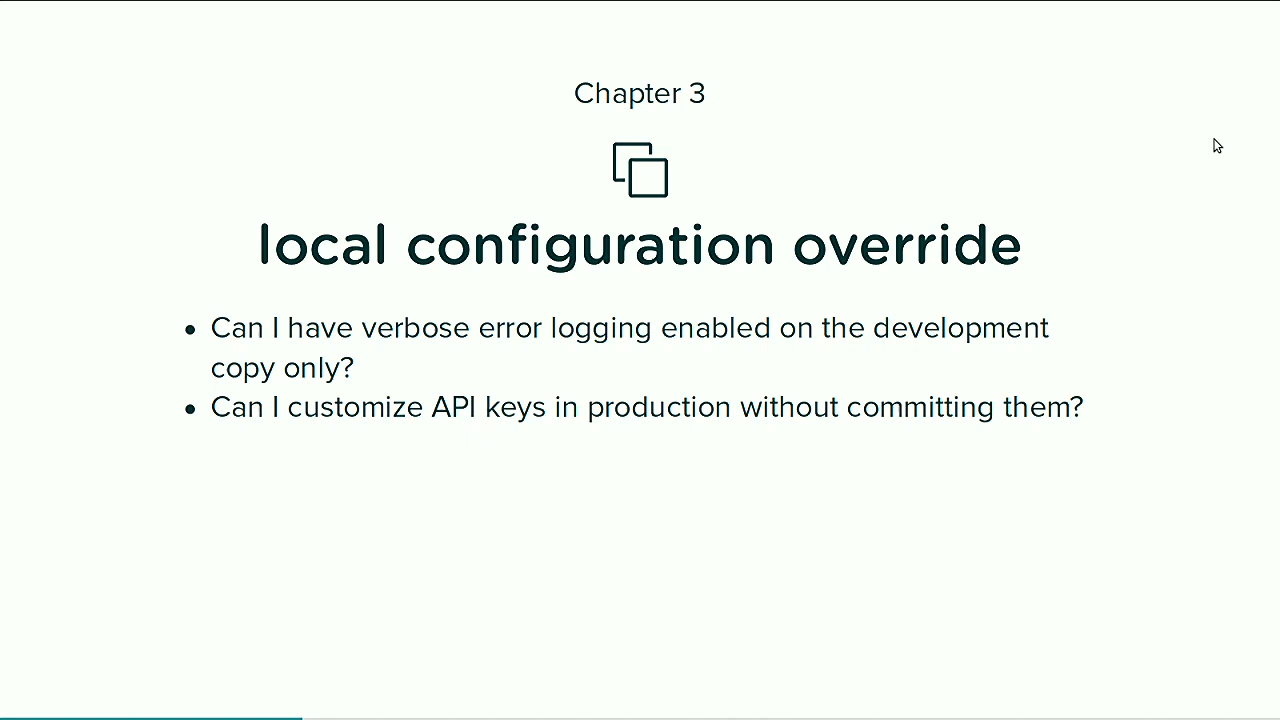 Chapter 3
local configuration override
• Can I have verbose error logging enabled on the development
copy only?
• Can I customize API keys in production without committing them?